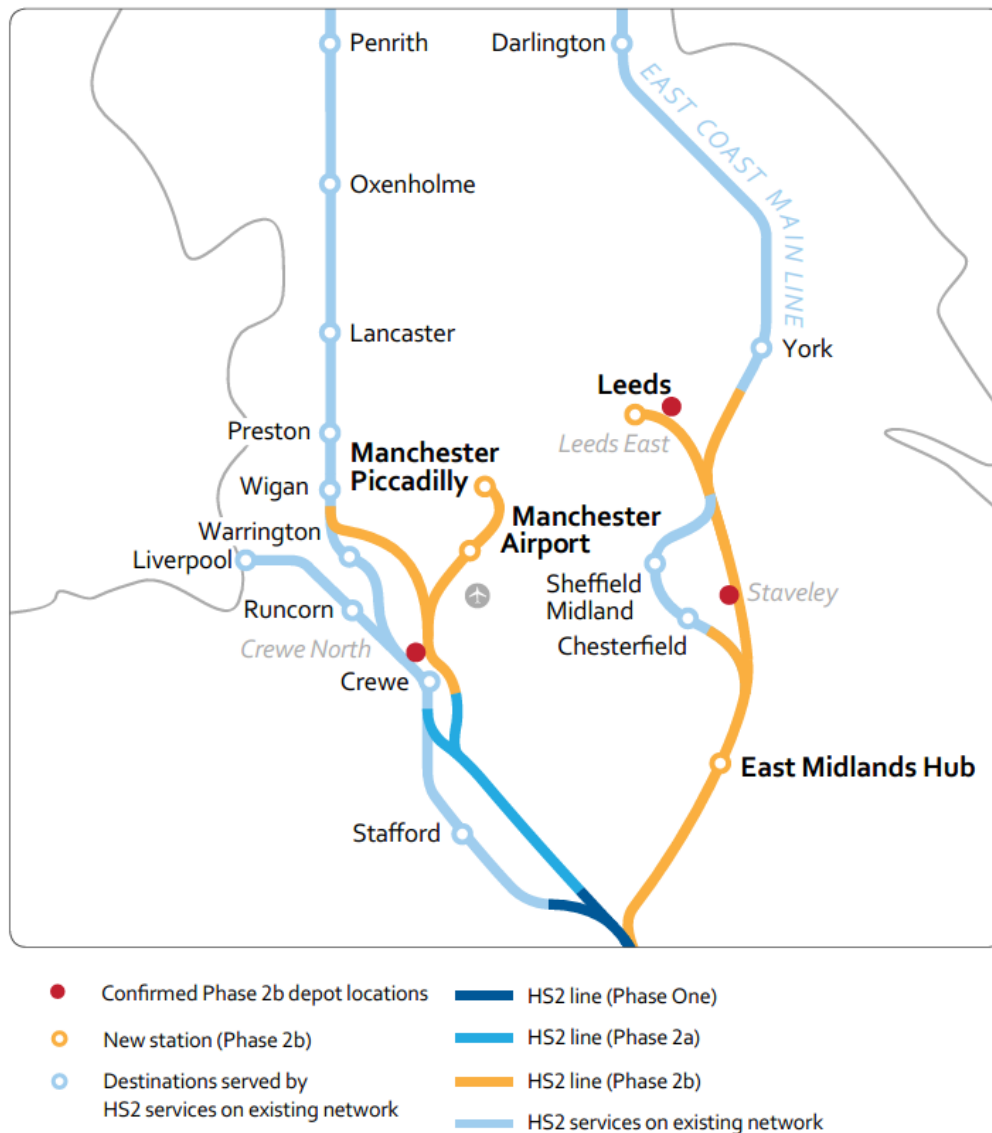 Penrith
Darlington
EAST COAST MAIN LINE
Oxenholme
Lancaster
York
Leeds
Leeds East
Preston
Manchester
Piccadilly
Wigan
Manchester
Airport
Warrington
Liverpool
Sheffield
Midland
Staveley
Runcorn
Chesterfield
Crewe North
Crewe
East Midlands Hub
Stafford
Confirmed Phase 2b depot locations
New station (Phase 2b)
Destinations served by
HS2 services on existing network
HS2 line (Phase One)
HS2 line (Phase 2a)
HS2 line (Phase 2b)
HS2 services on existing network